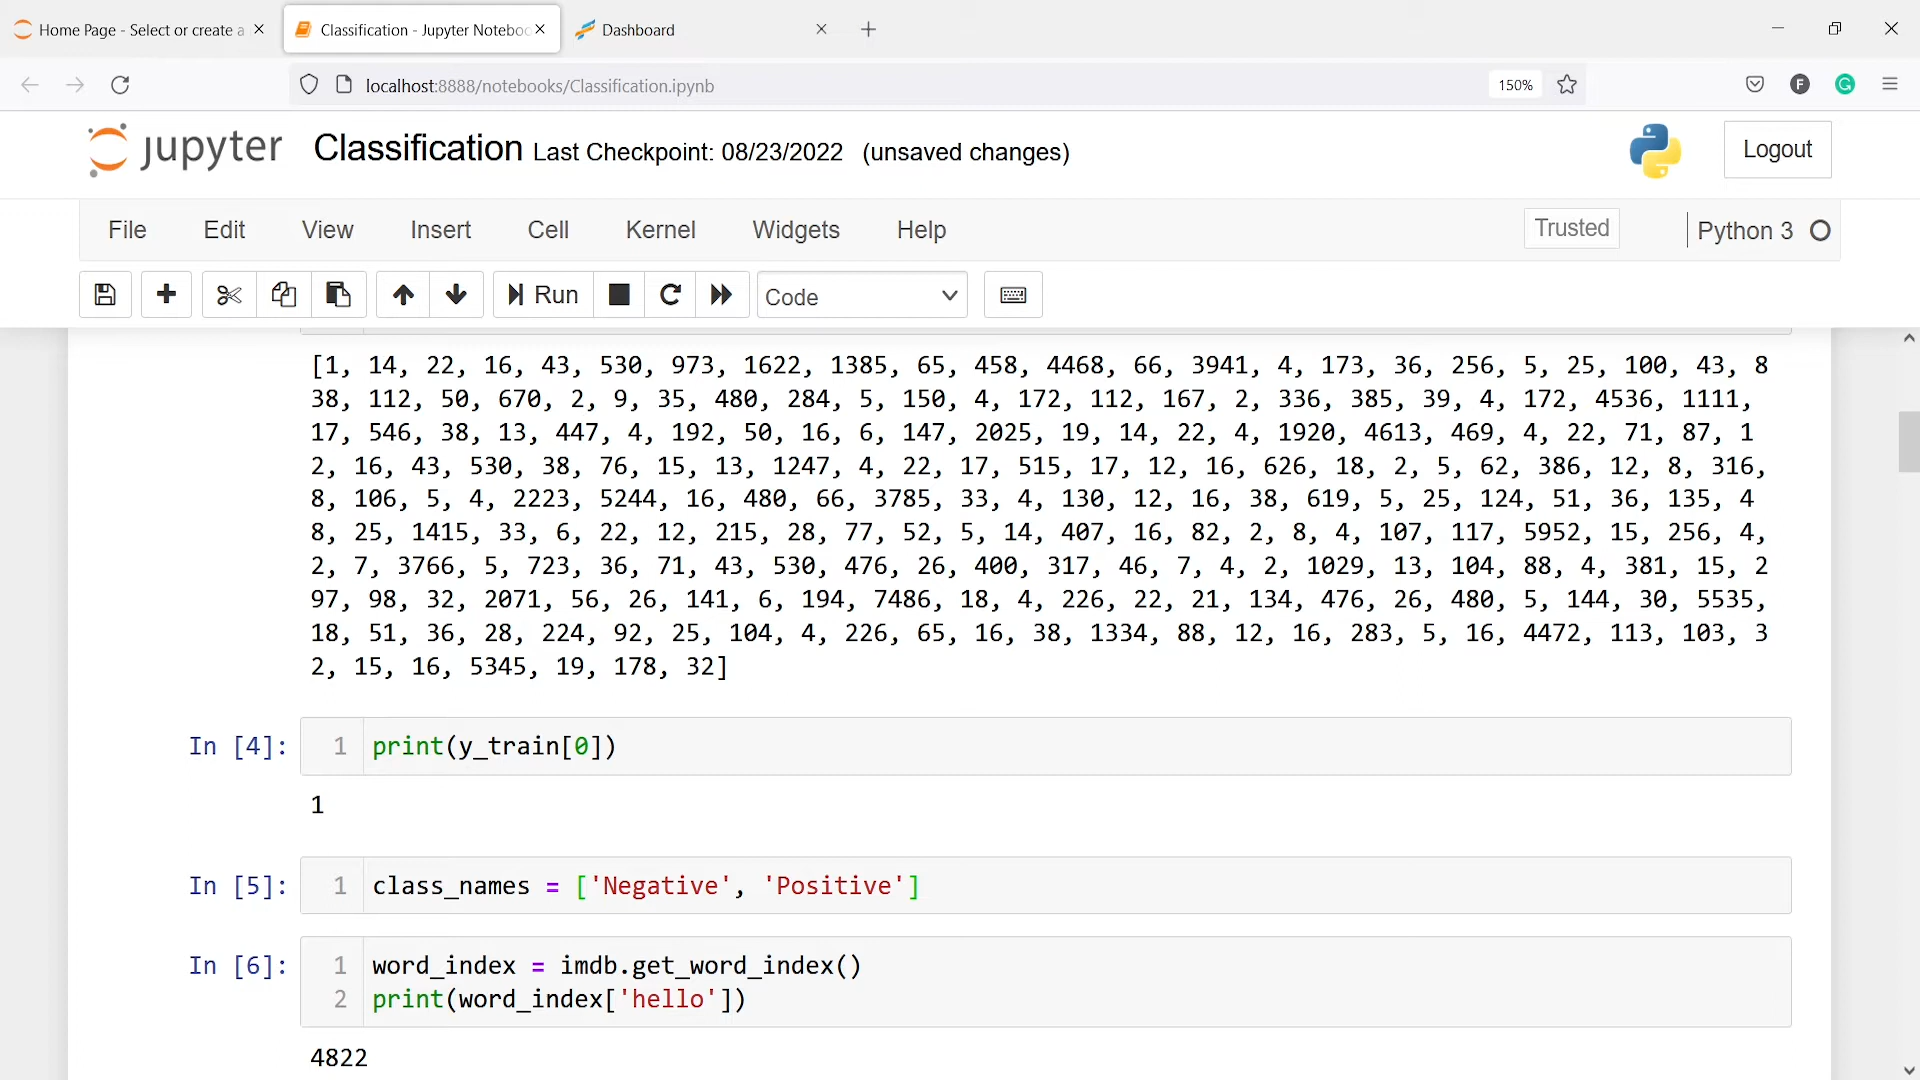 Home Page - Select or create a
Classification - Jupyter Noteboo
Dashboard
localhost:8888/notebooks/Classification.ipynb
150%
F
G
jupyter
Classification Last Checkpoint: 08/23/2022 (unsaved changes)
Logout
File Edit View Insert Cell Kernel Widgets Help
Trusted
Python 3
Run
Code
[1, 14, 22, 16, 43, 530, 973, 1622, 1385, 65, 458, 4468, 66, 3941, 4, 173, 36, 256, 5, 25, 100, 43, 8
38, 112, 50, 670, 2, 9, 35, 480, 284, 5, 150, 4, 172, 112, 167, 2, 336, 385, 39, 4, 172, 4536, 1111,
17, 546, 38, 13, 447, 4, 192, 50, 16, 6, 147, 2025, 19, 14, 22, 4, 1920, 4613, 469, 4, 22, 71, 87, 1
2, 16, 43, 530, 38, 76, 15, 13, 1247, 4, 22, 17, 515, 17, 12, 16, 626, 18, 2, 5, 62, 386, 12, 8, 316,
8, 106, 5, 4, 2223, 5244, 16, 480, 66, 3785, 33, 4, 130, 12, 16, 38, 619, 5, 25, 124, 51, 36, 135, 4
8, 25, 1415, 33, 6, 22, 12, 215, 28, 77, 52, 5, 14, 407, 16, 82, 2, 8, 4, 107, 117, 5952, 15, 256, 4,
2, 7, 3766, 5, 723, 36, 71, 43, 530, 476, 26, 400, 317, 46, 7, 4, 2, 1029, 13, 104, 88, 4, 381, 15, 2
97, 98, 32, 2071, 56, 26, 141, 6, 194, 7486, 18, 4, 226, 22, 21, 134, 476, 26, 480, 5, 144, 30, 5535,
18, 51, 36, 28, 224, 92, 25, 104, 4, 226, 65, 16, 38, 1334, 88, 12, 16, 283, 5, 16, 4472, 113, 103, 3
2, 15, 16, 5345, 19, 178, 32]
In [4]: 1 print(y_train[0])
1
In [5]: 1 class_names = ['Negative', 'Positive']
In [6]: 1 word_index = imdb.get_word_index()
2 print(word_index['hello'])
4822